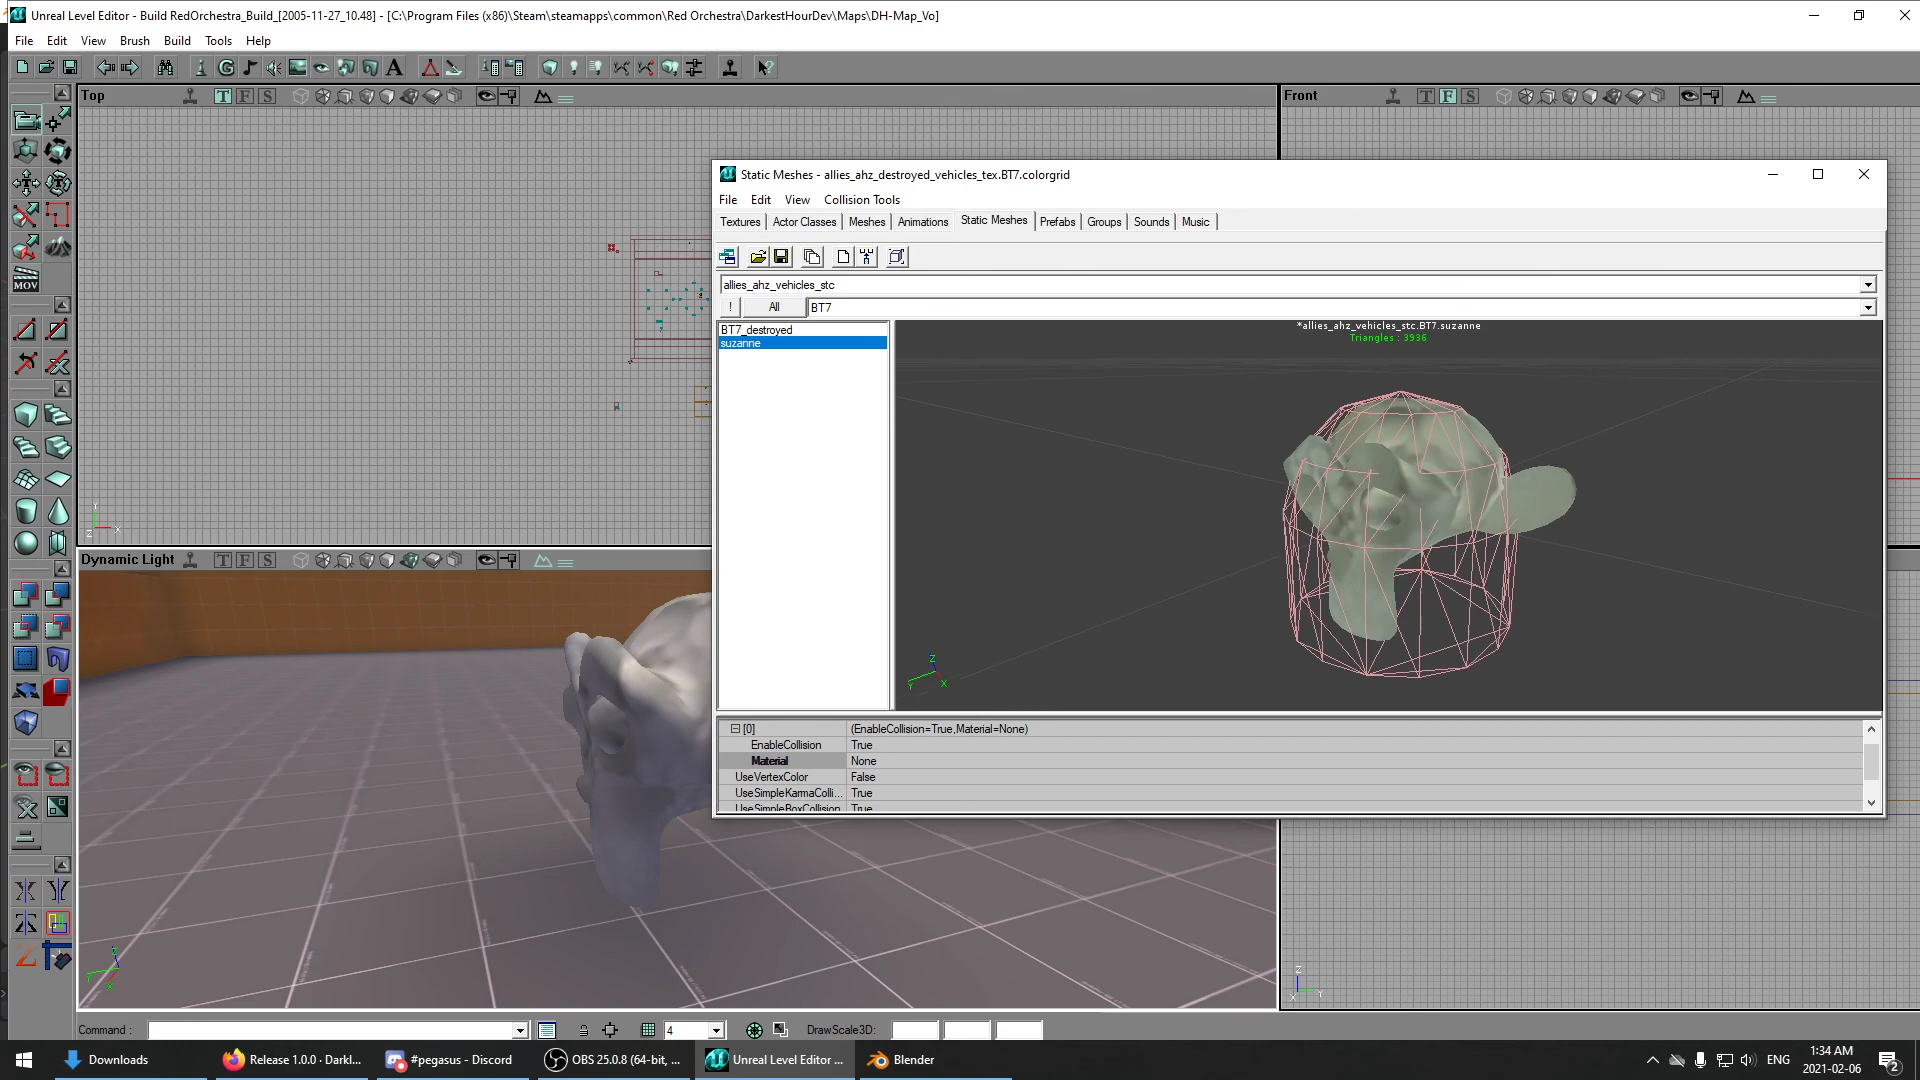 Unreal Level Editor - Build RedOrchestra_Build_[2005-11-27_10.48] - [C:\Program Files (x86)\Steam\steamapps\common\Red Orchestra\DarkestHourDev\Maps\DH-Map_Vo]
File Edit View Brush Build Tools Help
Top T F S
Front T F S
Static Meshes - allies_ahz_destroyed_vehicles_tex.BT7.colorgrid
File Edit View Collision Tools
Textures Actor Classes Meshes Animations Static Meshes Prefabs Groups Sounds Music
MOV
allies_ahz_vehicles_stc
! All BT7
BT7_destroyed
suzanne
*allies_ahz_vehicles_stc.BT7.suzanne
Triangles : 3936
Y
Z X
Dynamic Light T F S
Z
Y X
[0] (EnableCollision=True,Material=None)
EnableCollision True
Material None
UseVertexColor False
UseSimpleKarmaColli... True
UseSimpleBoxCollision True
Z
X Y
Command : 4 DrawScale3D:
Downloads Release 1.0.0 · Darkl... #pegasus - Discord OBS 25.0.8 (64-bit, ... Unreal Level Editor ... Blender ENG 1:34 AM
2021-02-06
2